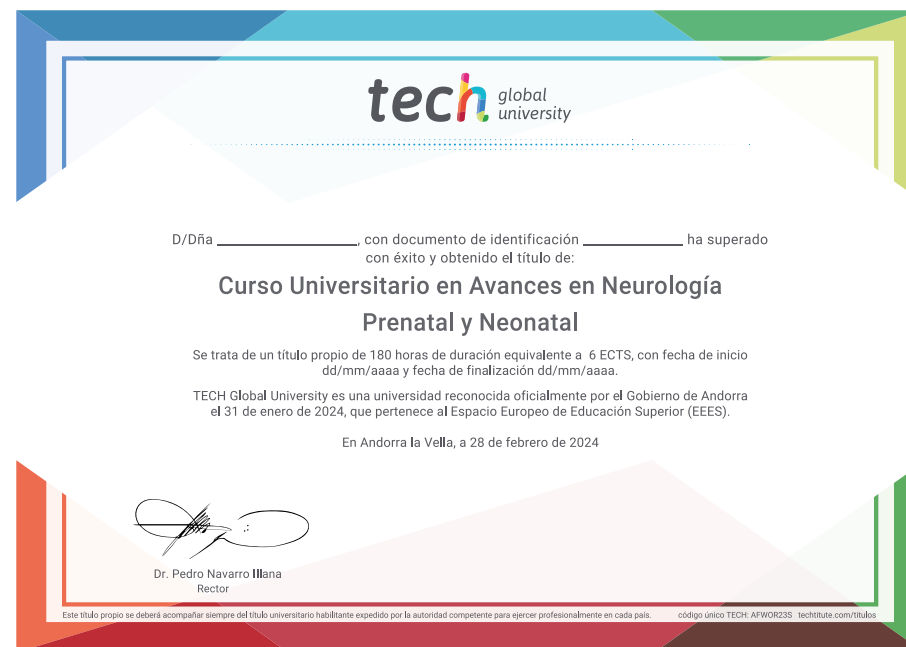 tech global
university
D/Dña ____________________, con documento de identificación ______________ ha superado
con éxito y obtenido el título de:
Curso Universitario en Avances en Neurología
Prenatal y Neonatal
Se trata de un título propio de 180 horas de duración equivalente a 6 ECTS, con fecha de inicio
dd/mm/aaaa y fecha de finalización dd/mm/aaaa.
TECH Global University es una universidad reconocida oficialmente por el Gobierno de Andorra
el 31 de enero de 2024, que pertenece al Espacio Europeo de Educación Superior (EEES).
En Andorra la Vella, a 28 de febrero de 2024
Dr. Pedro Navarro Illana
Rector
Este título propio se deberá acompañar siempre del título universitario habilitante expedido por la autoridad competente para ejercer profesionalmente en cada país. código único TECH: AFWOR23S techtitute.com/titulos